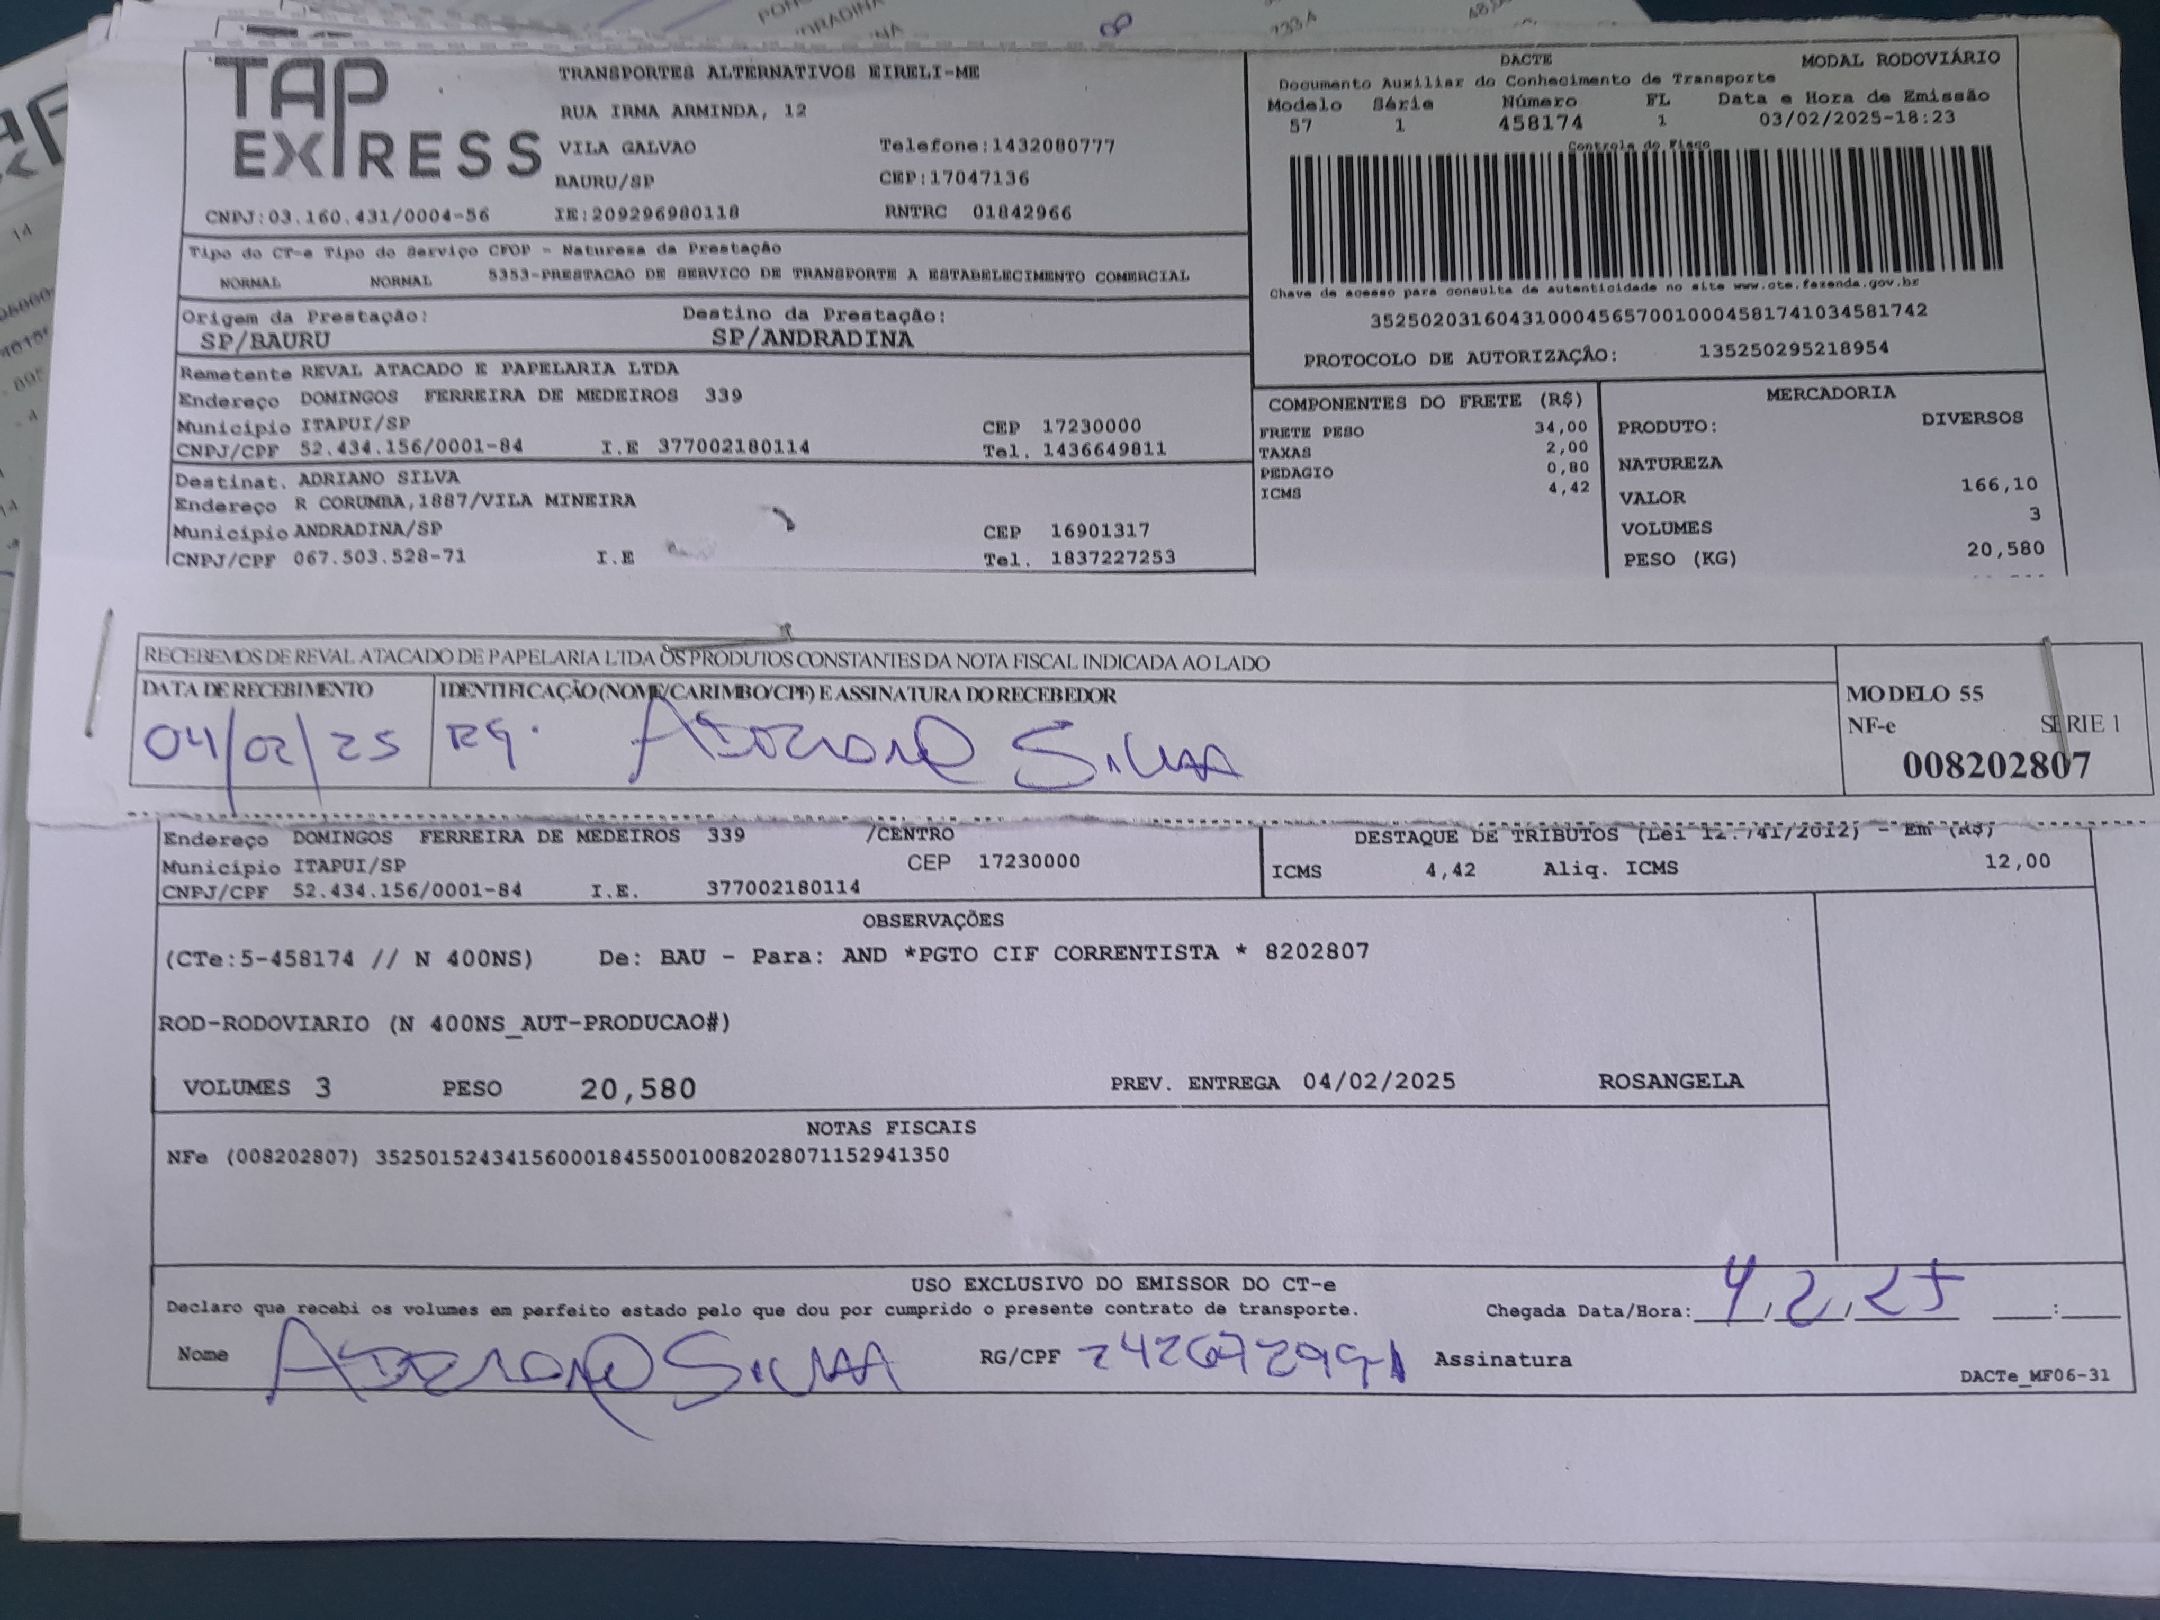 TAP EXPRESS
TRANSPORTES ALTERNATIVOS EIRELI-ME
RUA IRMA ARMINDA, 12
VILA GALVAO Telefone:1432080777
BAURU/SP CEP:17047136
CNPJ:03.160.431/0004-56 IE:209296980118 RNTRC 01842966
DACTE MODAL RODOVIÁRIO
Documento Auxiliar do Conhecimento de Transporte
Modelo Série Número FL Data e Hora de Emissão
57 1 458174 1 03/02/2025-18:23
Controle do Fisco
Chave de acesso para consulta de autenticidade no site www.cte.fazenda.gov.br
35250203160431000456570010004581741034581742
PROTOCOLO DE AUTORIZAÇÃO: 135250295218954
Tipo do CT-e Tipo do Serviço CFOP - Natureza da Prestação
NORMAL NORMAL 5353-PRESTACAO DE SERVICO DE TRANSPORTE A ESTABELECIMENTO COMERCIAL
Origem da Prestação: Destino da Prestação:
SP/BAURU SP/ANDRADINA
Remetente REVAL ATACADO E PAPELARIA LTDA
Endereço DOMINGOS FERREIRA DE MEDEIROS 339
Município ITAPUI/SP CEP 17230000
CNPJ/CPF 52.434.156/0001-84 I.E 377002180114 Tel. 1436649811
Destinat. ADRIANO SILVA
Endereço R CORUMBA,1887/VILA MINEIRA
Município ANDRADINA/SP CEP 16901317
CNPJ/CPF 067.503.528-71 I.E Tel. 1837227253
COMPONENTES DO FRETE (R$)
FRETE PESO 34,00
TAXAS 2,00
PEDAGIO 0,80
ICMS 4,42
MERCADORIA
PRODUTO: DIVERSOS
NATUREZA
VALOR 166,10
VOLUMES 3
PESO (KG) 20,580
RECEBEMOS DE REVAL ATACADO DE PAPELARIA LTDA OS PRODUTOS CONSTANTES DA NOTA FISCAL INDICADA AO LADO
DATA DE RECEBIMENTO IDENTIFICAÇÃO (NOME/CARIMBO/CPF) E ASSINATURA DO RECEBEDOR
04/02/25 RG. ADRIANO SILVA
MODELO 55
NF-e SERIE 1
008202807
Endereço DOMINGOS FERREIRA DE MEDEIROS 339 /CENTRO
Município ITAPUI/SP CEP 17230000
CNPJ/CPF 52.434.156/0001-84 I.E. 377002180114
DESTAQUE DE TRIBUTOS (Lei 12.741/2012) - Em (R$)
ICMS 4,42 Aliq. ICMS 12,00
OBSERVAÇÕES
(CTe:5-458174 // N 400NS) De: BAU - Para: AND *PGTO CIF CORRENTISTA * 8202807
ROD-RODOVIARIO (N 400NS_AUT-PRODUCAO#)
VOLUMES 3 PESO 20,580 PREV. ENTREGA 04/02/2025 ROSANGELA
NOTAS FISCAIS
NFe (008202807) 35250152434156000184550010082028071152941350
USO EXCLUSIVO DO EMISSOR DO CT-e
Declaro que recebi os volumes em perfeito estado pelo que dou por cumprido o presente contrato de transporte. Chegada Data/Hora: 4/2/25 :
Nome ADRIANO SILVA RG/CPF Assinatura
DACTe_MF06-31